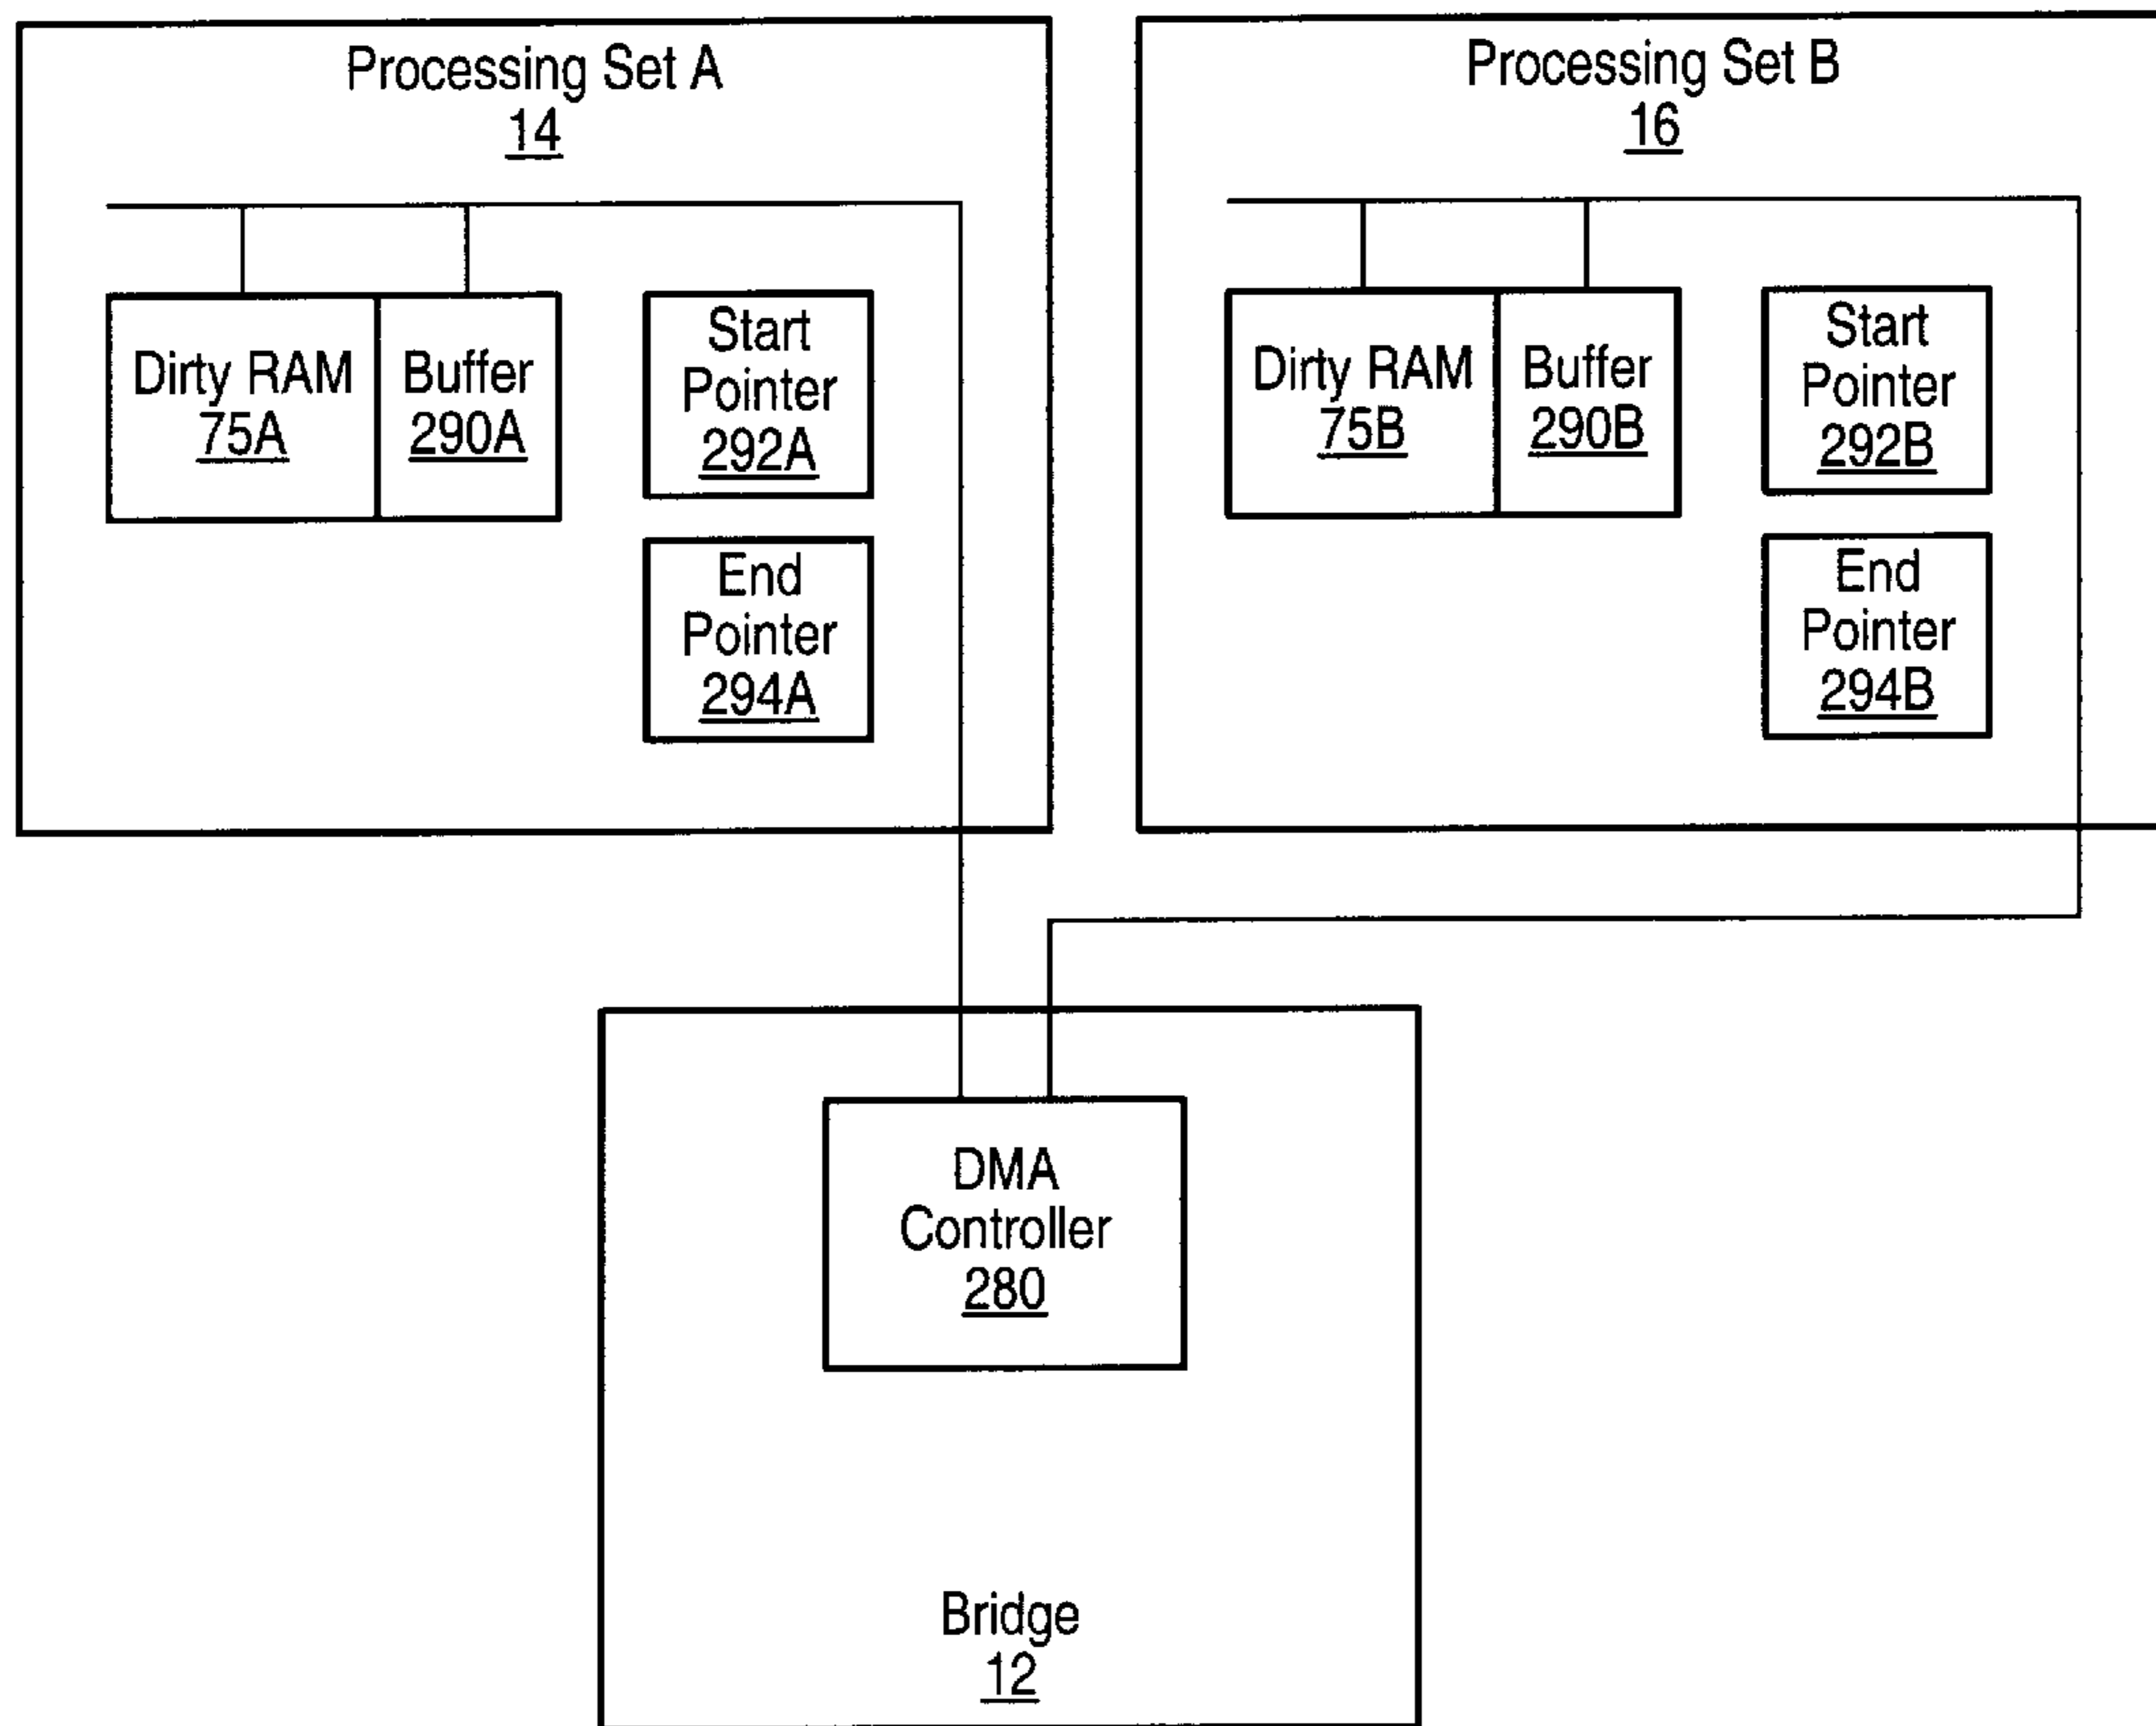 Processing Set A
14
Dirty RAM
75A
Buffer
290A
Start
Pointer
292A
End
Pointer
294A
Processing Set B
16
Dirty RAM
75B
Buffer
290B
Start
Pointer
292B
End
Pointer
294B
DMA
Controller
280
Bridge
12